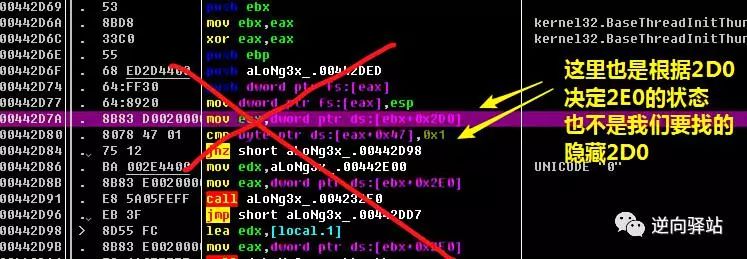 00442D69 . 53 push ebx
00442D6A . 8BD8 mov ebx,eax kernel32.BaseThreadInitThun
00442D6C . 33C0 xor eax,eax kernel32.BaseThreadInitThun
00442D6E . 55 push ebp
00442D6F . 68 ED2D4400 push aLoNg3x_.00442DED
00442D74 . 64:FF30 push dword ptr fs:[eax]
00442D77 . 64:8920 mov dword ptr fs:[eax],esp
00442D7A . 8B83 D0020000 mov eax,dword ptr ds:[ebx+0x2D0]
00442D80 . 8078 47 01 cmp byte ptr ds:[eax+0x47],0x1
00442D84 . 75 12 jnz short aLoNg3x_.00442D98
00442D86 . BA 002E4400 mov edx,aLoNg3x_.00442E00 UNICODE "0"
00442D8B . 8B83 E0020000 mov eax,dword ptr ds:[ebx+0x2E0]
00442D91 . E8 5A05FEFF call aLoNg3x_.004232E0
00442D96 . EB 3F jmp short aLoNg3x_.00442DD7
00442D98 > 8D55 FC lea edx,[local.1]
00442D9B . 8B83 E0020000 mov eax,dword ptr ds:[ebx+0x2E0]
这里也是根据2D0
决定2E0的状态
也不是我们要找的
隐藏2D0
逆向驿站